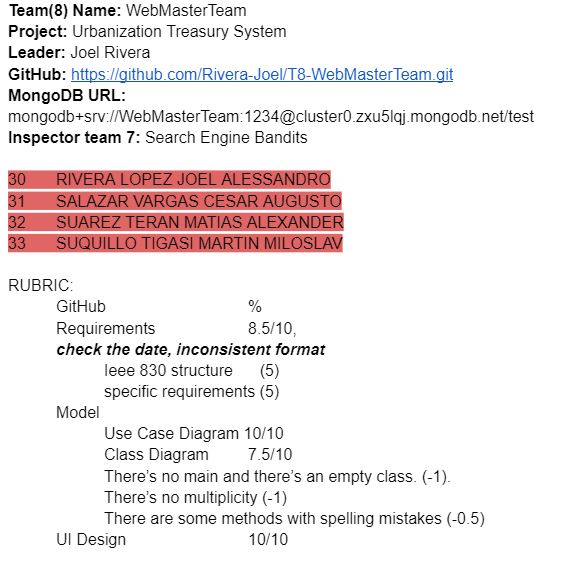 Team(8) Name: WebMasterTeam
Project: Urbanization Treasury System
Leader: Joel Rivera
GitHub: https://github.com/Rivera-Joel/T8-WebMasterTeam.git
MongoDB URL:
mongodb+srv://WebMasterTeam:1234@cluster0.zxu5lqj.mongodb.net/test
Inspector team 7: Search Engine Bandits
30 RIVERA LOPEZ JOEL ALESSANDRO
31 SALAZAR VARGAS CESAR AUGUSTO
32 SUAREZ TERAN MATIAS ALEXANDER
33 SUQUILLO TIGASI MARTIN MILOSLAV
RUBRIC:
GitHub %
Requirements 8.5/10,
check the date, inconsistent format
Ieee 830 structure (5)
specific requirements (5)
Model
Use Case Diagram 10/10
Class Diagram 7.5/10
There's no main and there's an empty class. (-1).
There's no multiplicity (-1)
There are some methods with spelling mistakes (-0.5)
UI Design 10/10